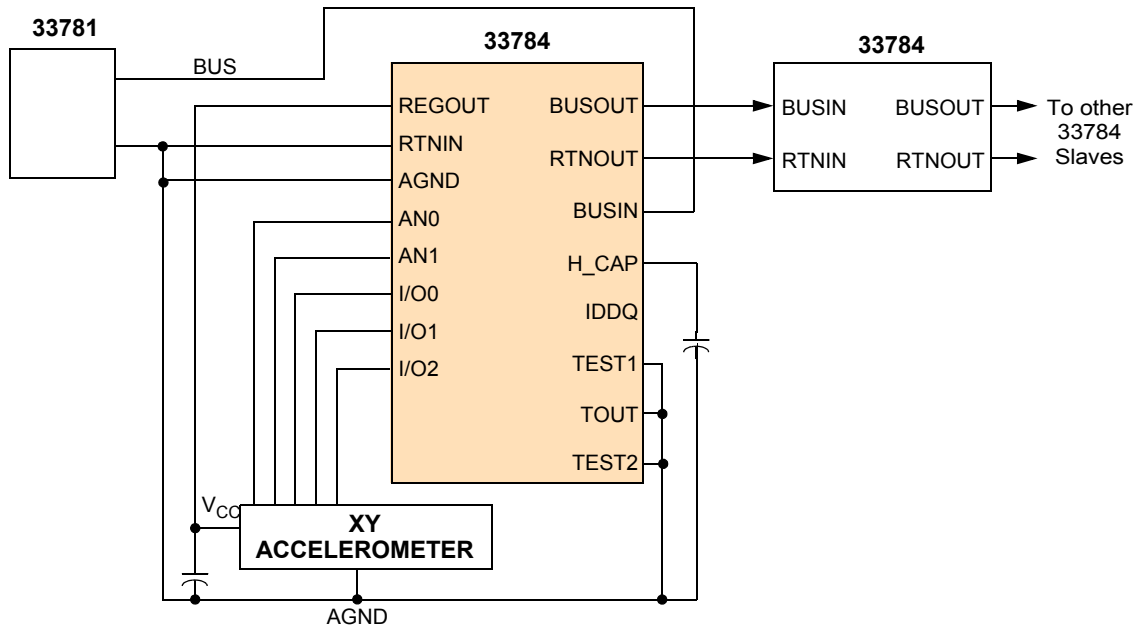 33781
BUS
33784
REGOUT
RTNIN
AGND
AN0
AN1
I/O0
I/O1
I/O2
BUSOUT
RTNOUT
BUSIN
H_CAP
IDDQ
TEST1
TOUT
TEST2
33784
BUSIN
RTNIN
BUSOUT
RTNOUT
To other
33784
Slaves
VCC
XY
ACCELEROMETER
AGND